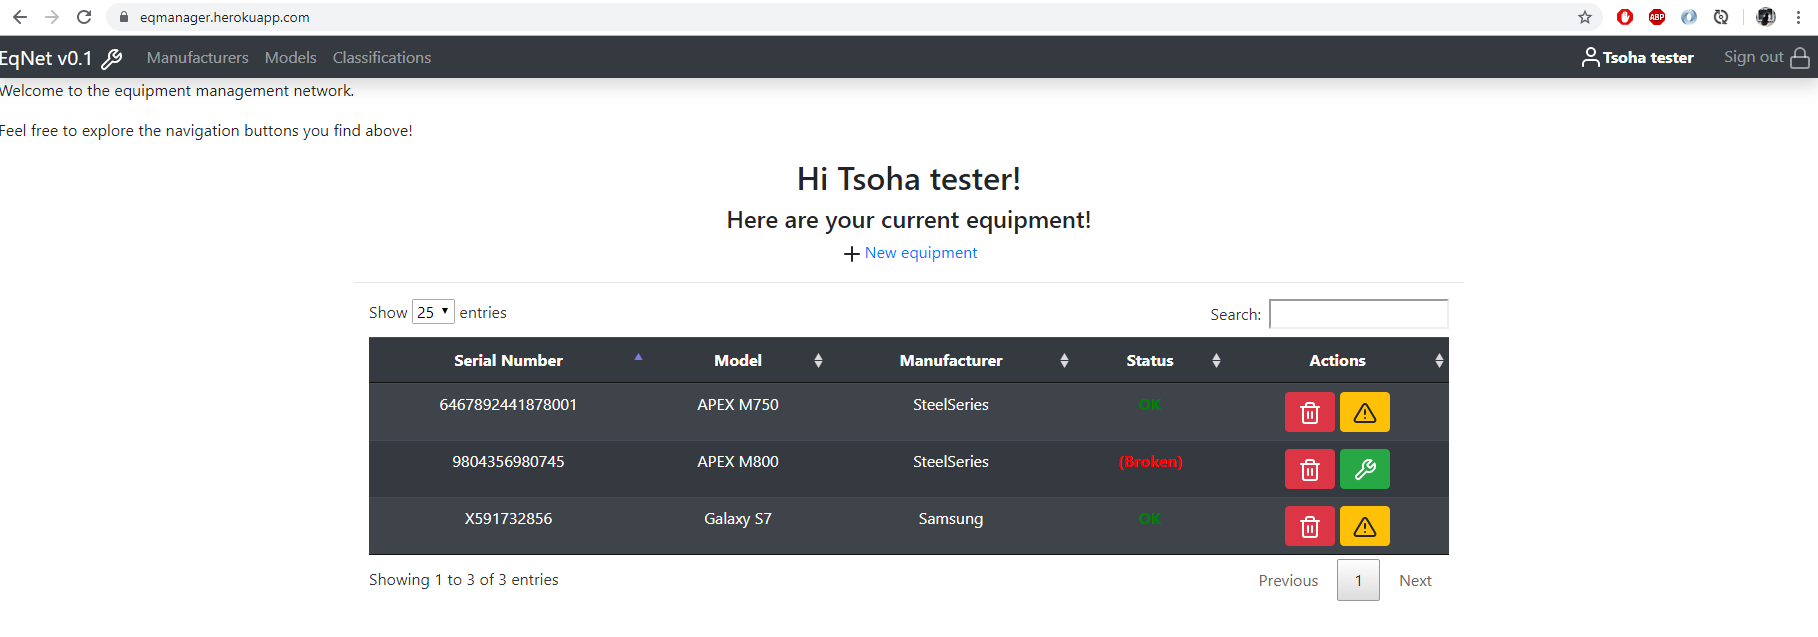 eqmanager.herokuapp.com
ABP
EqNet v0.1 Manufacturers Models Classifications Tsoha tester Sign out
Welcome to the equipment management network.
Feel free to explore the navigation buttons you find above!
Hi Tsoha tester!
Here are your current equipment!
New equipment
Show 25 entries Search:
Serial Number Model Manufacturer Status Actions
6467892441878001 APEX M750 SteelSeries OK
9804356980745 APEX M800 SteelSeries (Broken)
X591732856 Galaxy S7 Samsung OK
Showing 1 to 3 of 3 entries Previous 1 Next